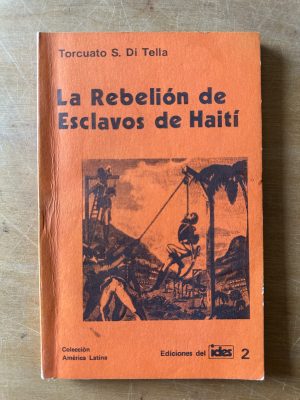 Torcuato S. Di Tella
La Rebelión de
Esclavos de Haití
Colección
América Latina
Ediciones del ides 2